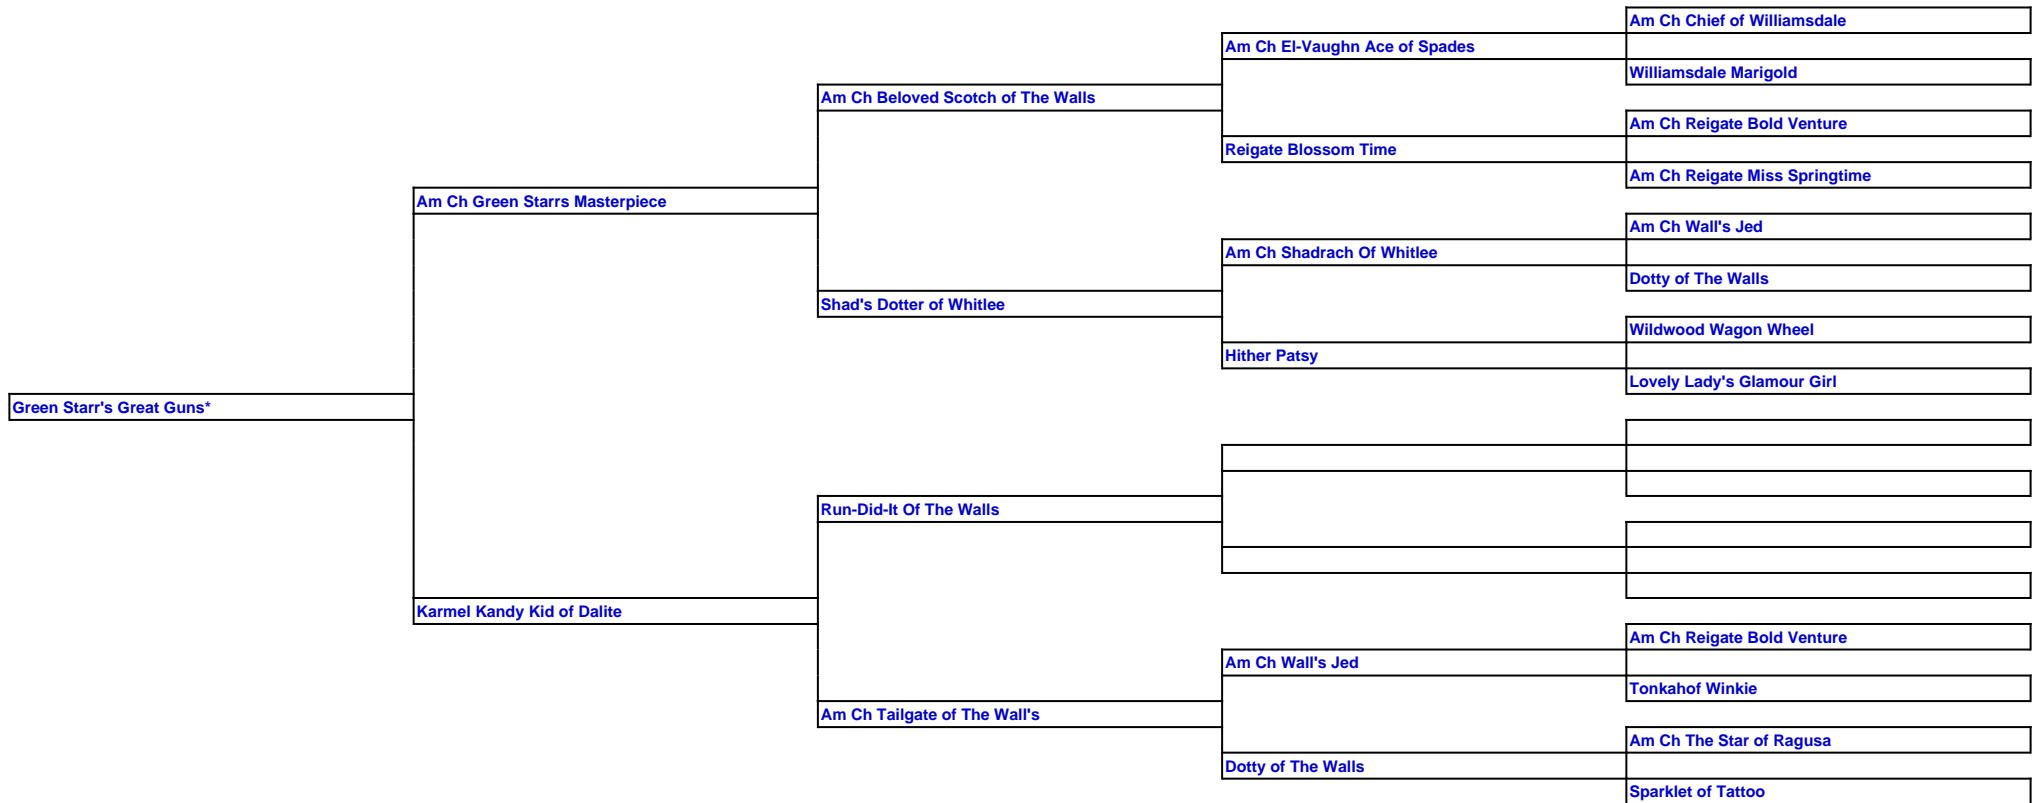 Am Ch Chief of Williamsdale
Am Ch El-Vaughn Ace of Spades
Williamsdale Marigold
Am Ch Beloved Scotch of The Walls
Am Ch Reigate Bold Venture
Reigate Blossom Time
Am Ch Reigate Miss Springtime
Am Ch Green Starrs Masterpiece
Am Ch Wall's Jed
Am Ch Shadrach Of Whitlee
Dotty of The Walls
Shad's Dotter of Whitlee
Wildwood Wagon Wheel
Hither Patsy
Lovely Lady's Glamour Girl
Green Starr's Great Guns*
Run-Did-It Of The Walls
Karmel Kandy Kid of Dalite
Am Ch Reigate Bold Venture
Am Ch Wall's Jed
Tonkahof Winkie
Am Ch Tailgate of The Wall's
Am Ch The Star of Ragusa
Dotty of The Walls
Sparklet of Tattoo